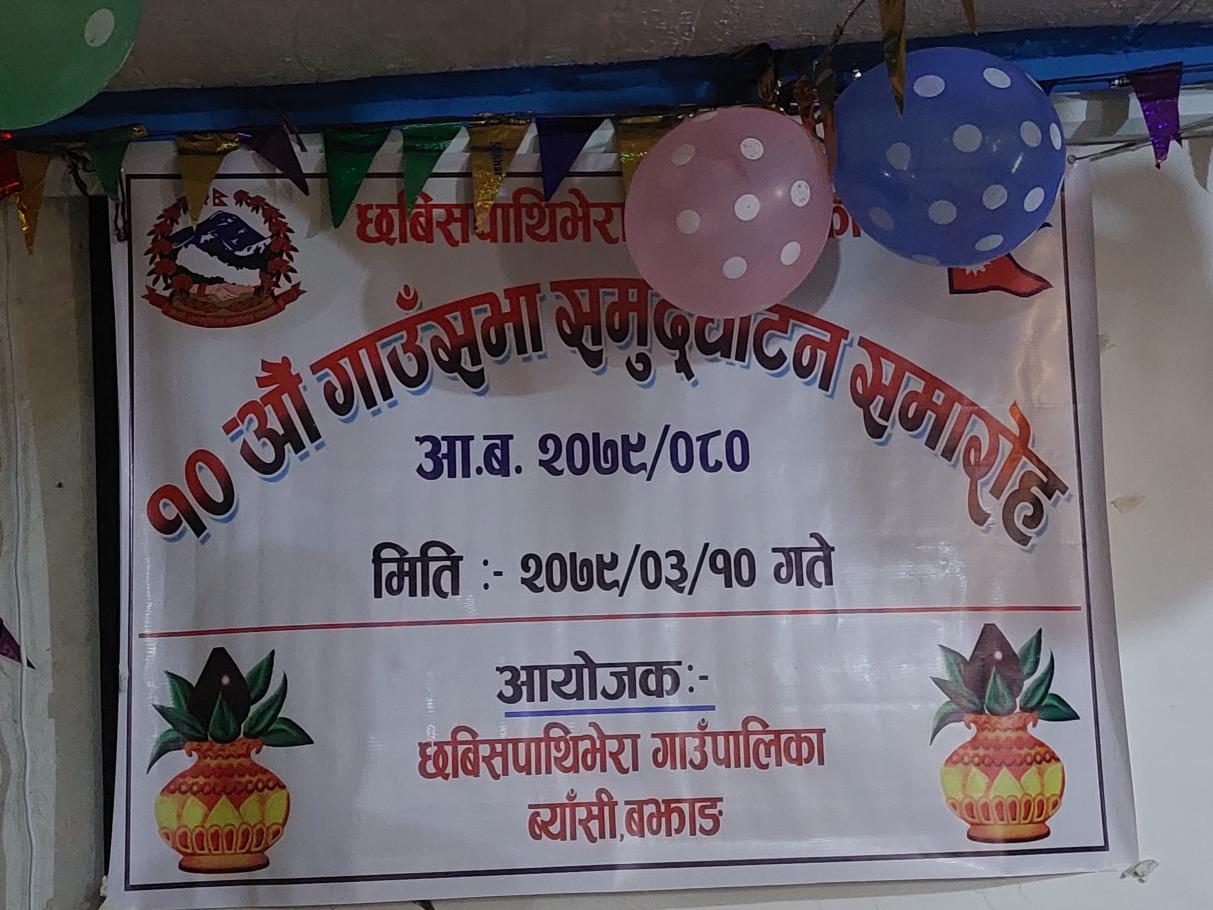 छबिसपाथिभेरा
१० औं गाउँसभा समुद्घाटन समारोह
आ.ब. २०७९/०८०
मिति :- २०७९/०३/१० गते
आयोजक:-
छबिसपाथिभेरा गाउँपालिका
ब्याँसी,बझाङ